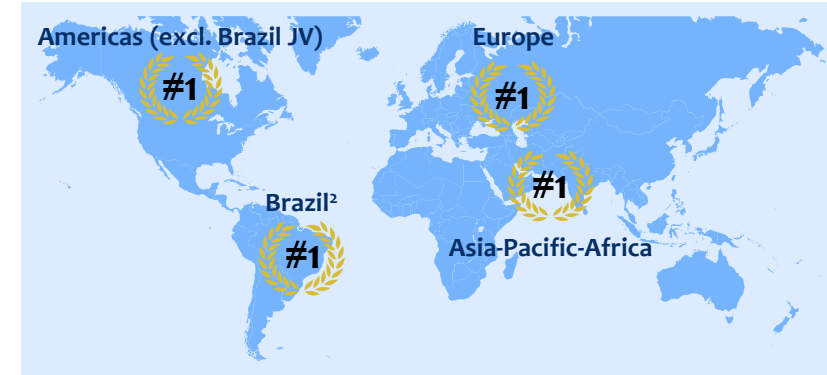 Americas (excl. Brazil JV)
#1
Europe
#1
#1
Asia-Pacific-Africa
Brazil²
#1